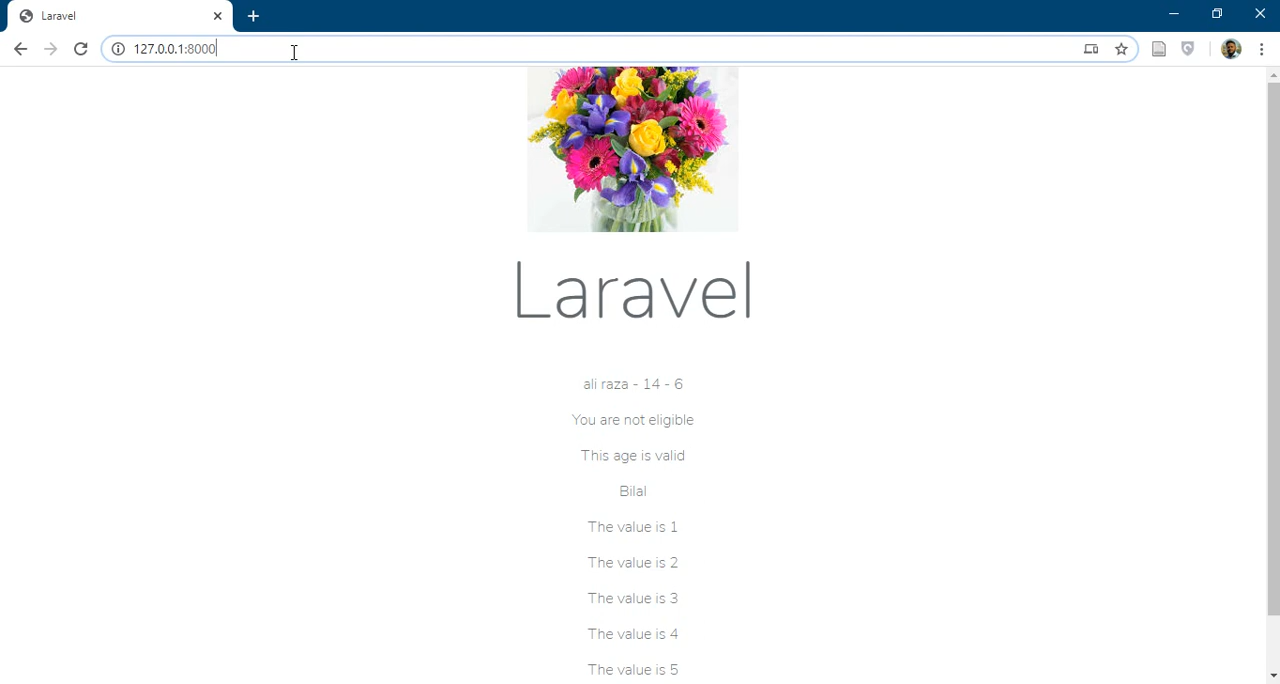 Laravel
127.0.0.1:8000
Laravel
ali raza - 14 - 6
You are not eligible
This age is valid
Bilal
The value is 1
The value is 2
The value is 3
The value is 4
The value is 5